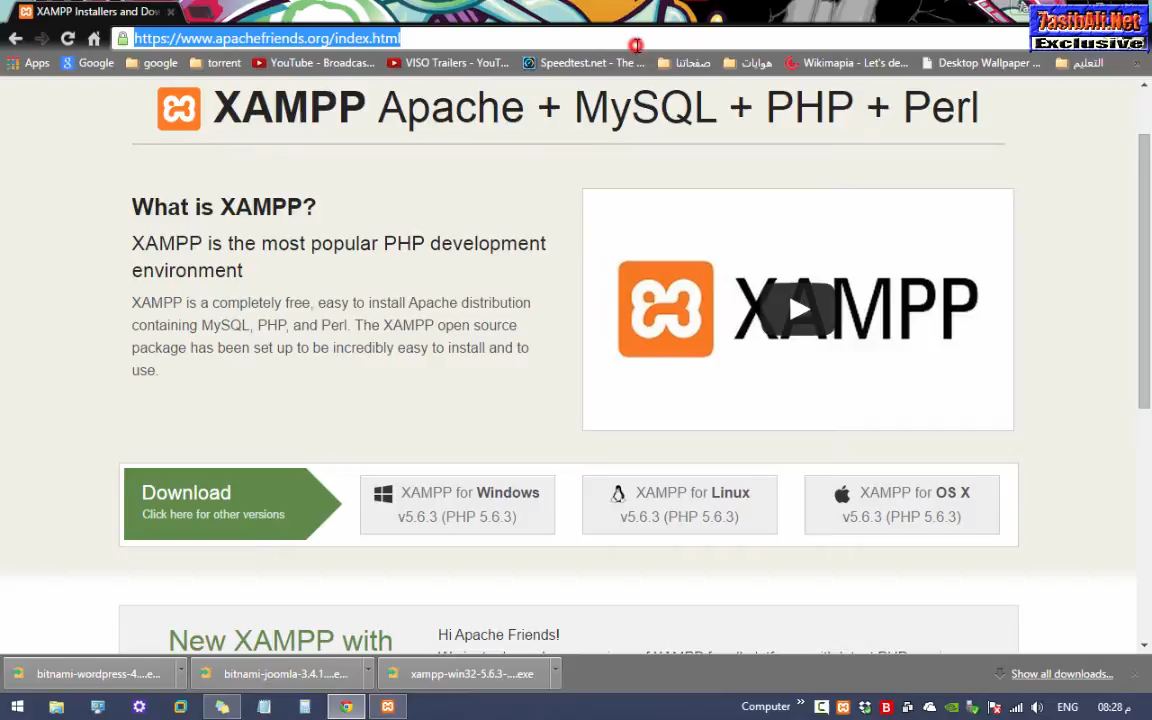 XAMPP Installers and Dow
7asibAli.Net
Exclusive
https://www.apachefriends.org/index.html
Apps Google google torrent YouTube - Broadcas... VISO Trailers - YouT... Speedtest.net - The ... صفحاتنا هوايات Wikimapia - Let's de... Desktop Wallpaper ... التعليم
XAMPP Apache + MySQL + PHP + Perl
What is XAMPP?
XAMPP is the most popular PHP development
environment
XAMPP is a completely free, easy to install Apache distribution
containing MySQL, PHP, and Perl. The XAMPP open source
package has been set up to be incredibly easy to install and to
use.
XAMPP
Download
Click here for other versions
XAMPP for Windows
v5.6.3 (PHP 5.6.3)
XAMPP for Linux
v5.6.3 (PHP 5.6.3)
XAMPP for OS X
v5.6.3 (PHP 5.6.3)
New XAMPP with
Hi Apache Friends!
bitnami-wordpress-4....e... bitnami-joomla-3.4.1....e... xampp-win32-5.6.3-....exe Show all downloads...
Computer ENG 08:28 م